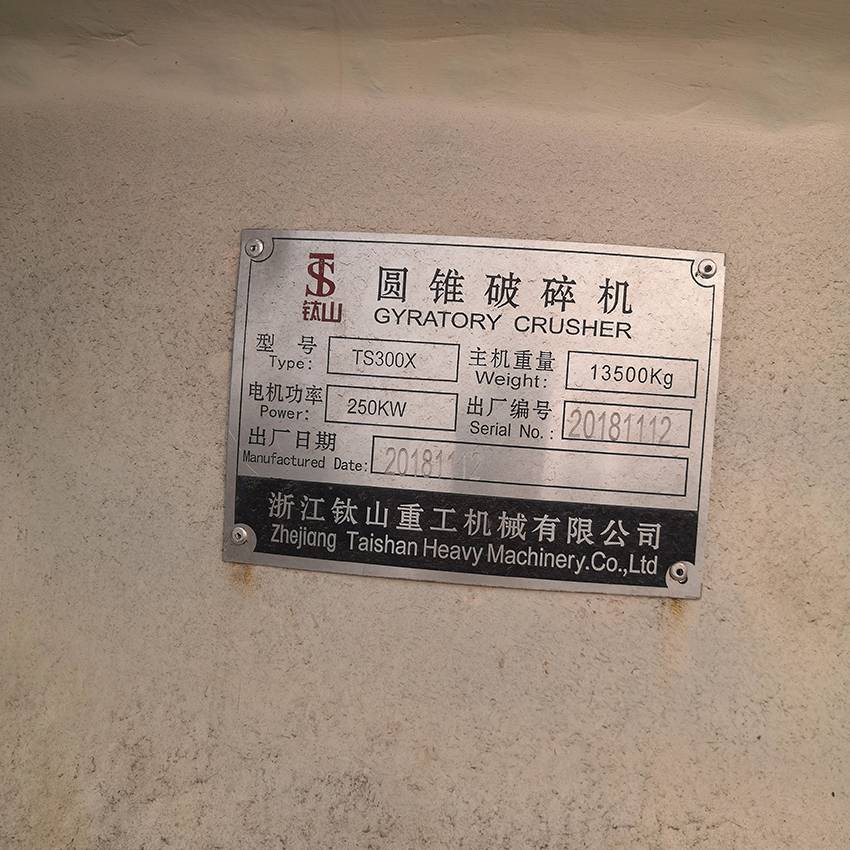 TS 钛山 圆锥破碎机
GYRATORY CRUSHER
型号 Type: TS300X 主机重量 Weight: 13500Kg
电机功率 Power: 250KW 出厂编号 Serial No.: 20181112
出厂日期 Manufactured Date: 20181112
浙江钛山重工机械有限公司
Zhejiang Taishan Heavy Machinery.Co.,Ltd